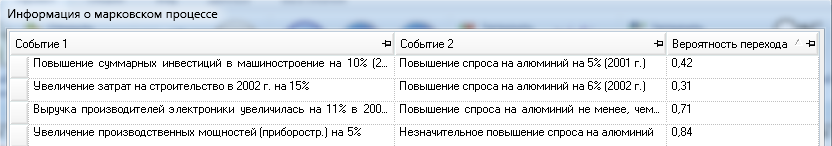 Информация о марковском процессе
Событие 1 Событие 2 Вероятность перехода
Повышение суммарных инвестиций в машиностроение на 10% (2... Повышение спроса на алюминий на 5% (2001 г.) 0,42
Увеличение затрат на строительство в 2002 г. на 15% Повышение спроса на алюминий на 6% (2002 г.) 0,31
Выручка производителей электроники увеличилась на 11% в 200... Повышение спроса на алюминий не менее, чем... 0,71
Увеличение производственных мощностей (приборостр.) на 5% Незначительное повышение спроса на алюминий 0,84